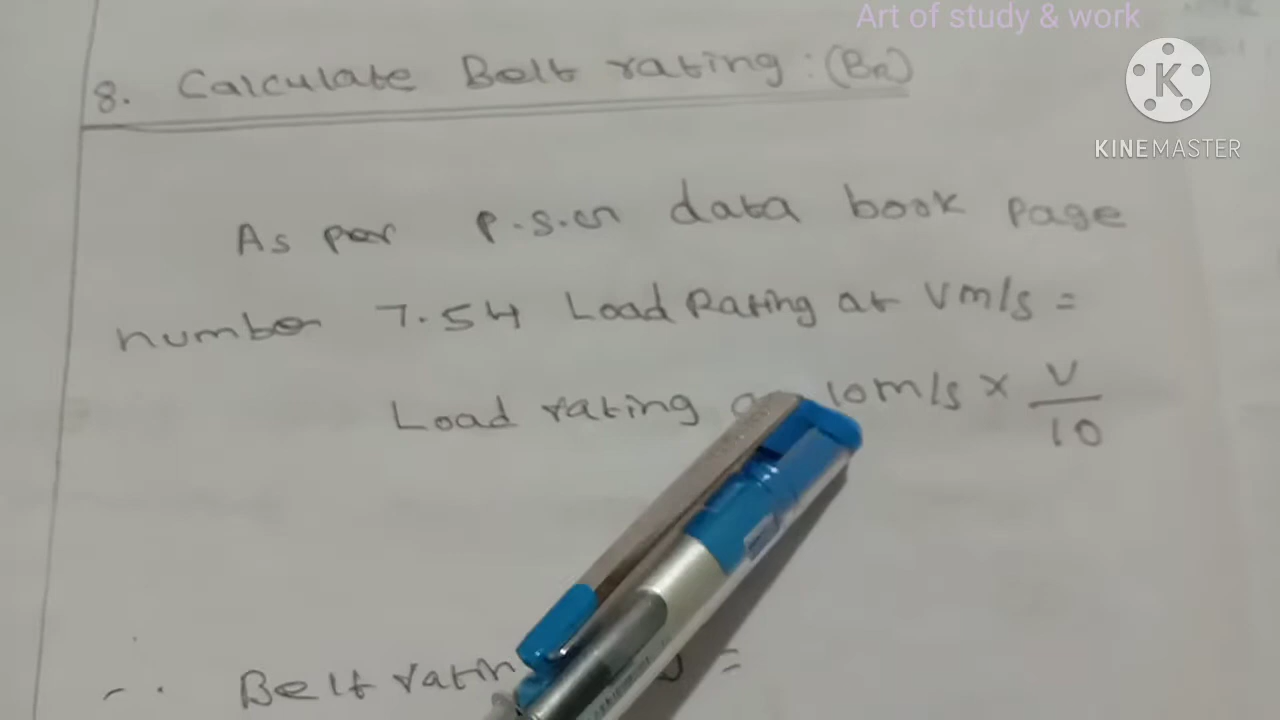 Art of study & work
KINEMASTER
8. Calculate Belt rating : (BR)
As per P.S.G data book page
number 7.54 Load Rating at Vm/s =
Load rating 10m/s × V/10
∴ Belt =